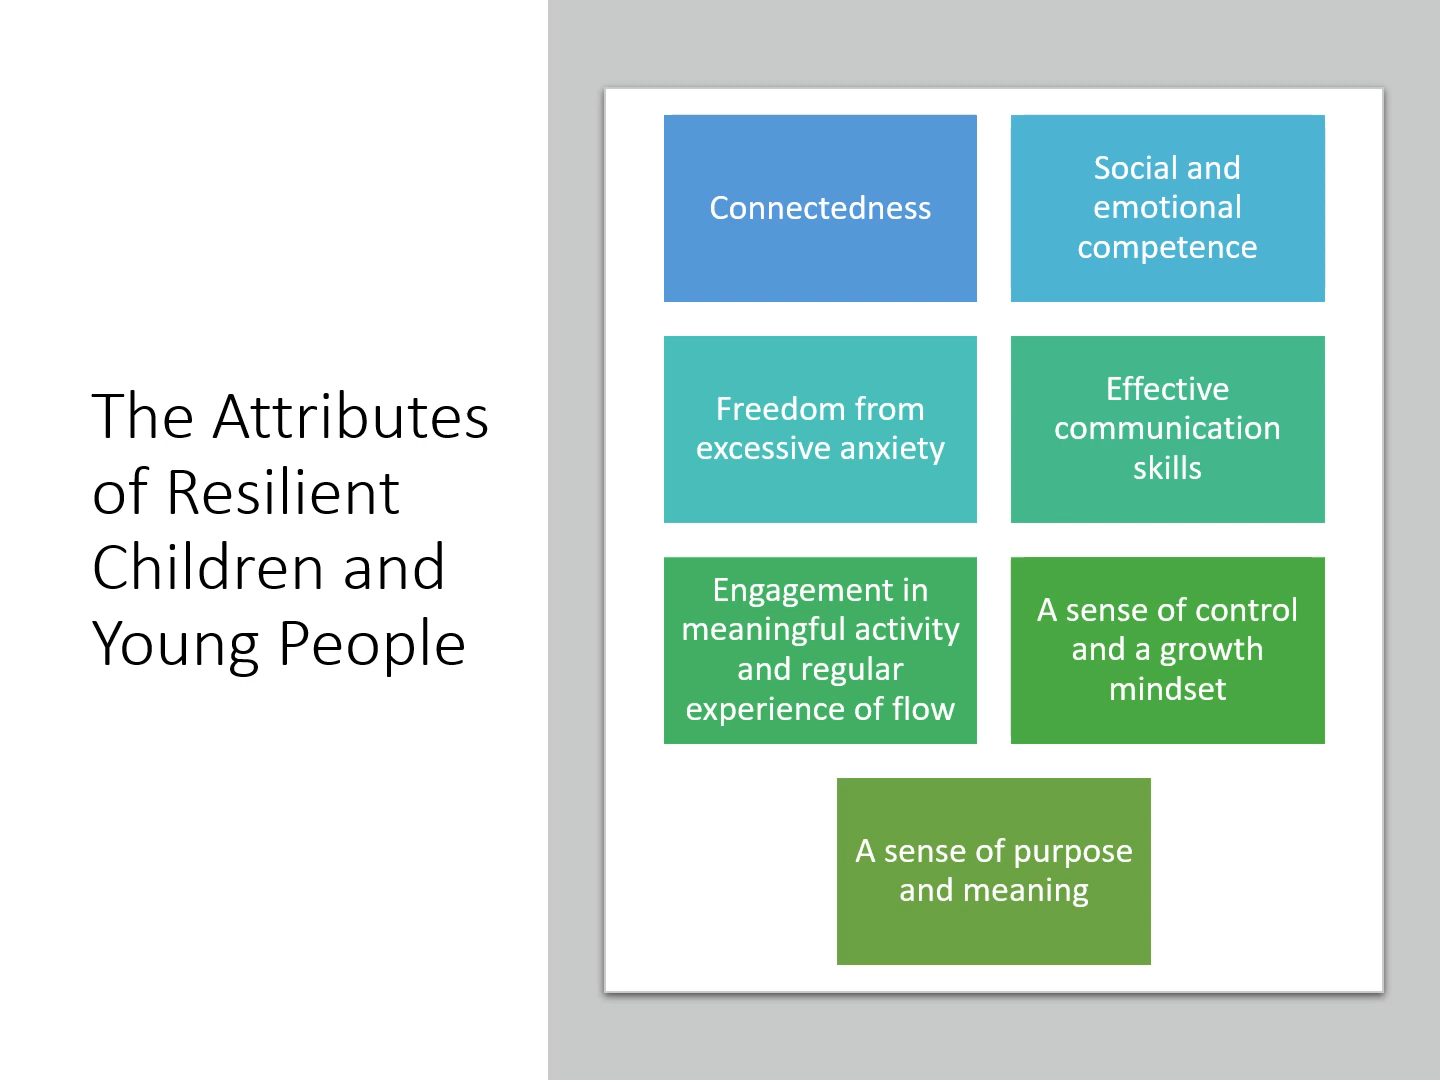 The Attributes
of Resilient
Children and
Young People
Connectedness
Social and
emotional
competence
Freedom from
excessive anxiety
Effective
communication
skills
Engagement in
meaningful activity
and regular
experience of flow
A sense of control
and a growth
mindset
A sense of purpose
and meaning